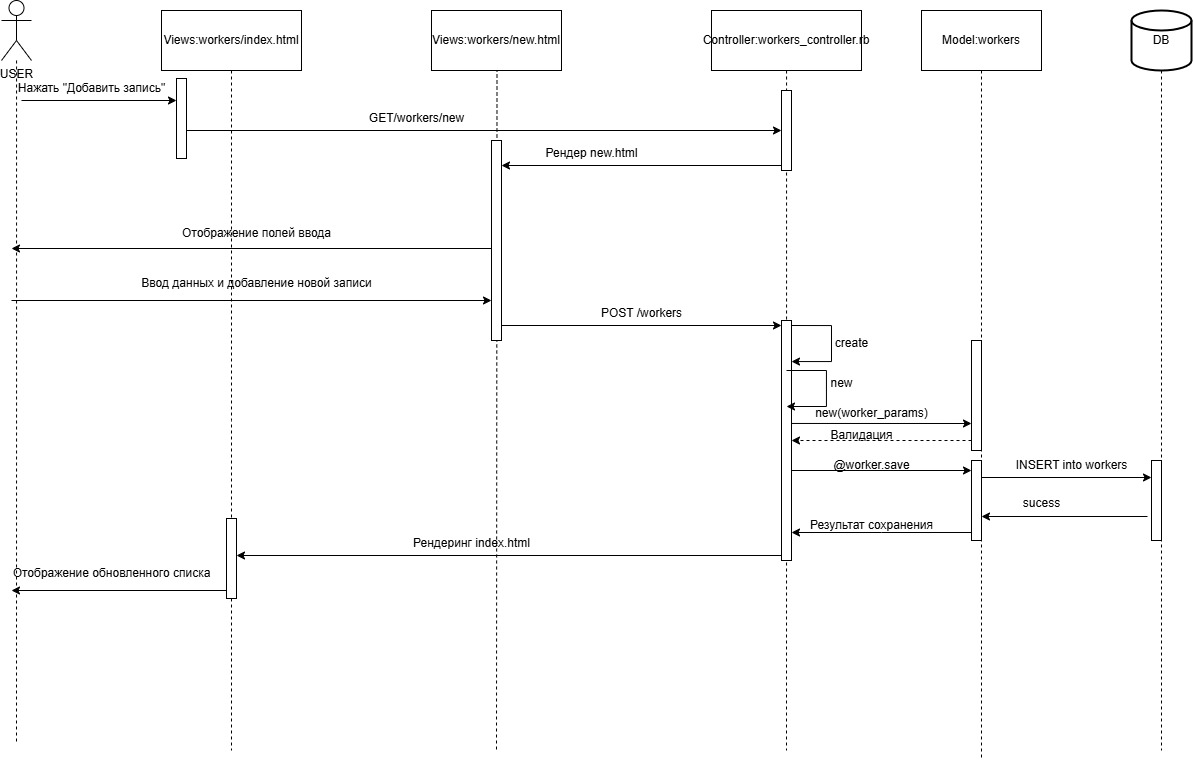 Views:workers/index.html
Views:workers/new.html
Controller:workers_controller.rb
Model:workers
DB
USER
Нажать "Добавить запись"
GET/workers/new
Рендер new.html
Отображение полей ввода
Ввод данных и добавление новой записи
POST /workers
create
new
new(worker_params)
Валидация
@worker.save
INSERT into workers
sucess
Результат сохранения
Рендеринг index.html
Отображение обновленного списка